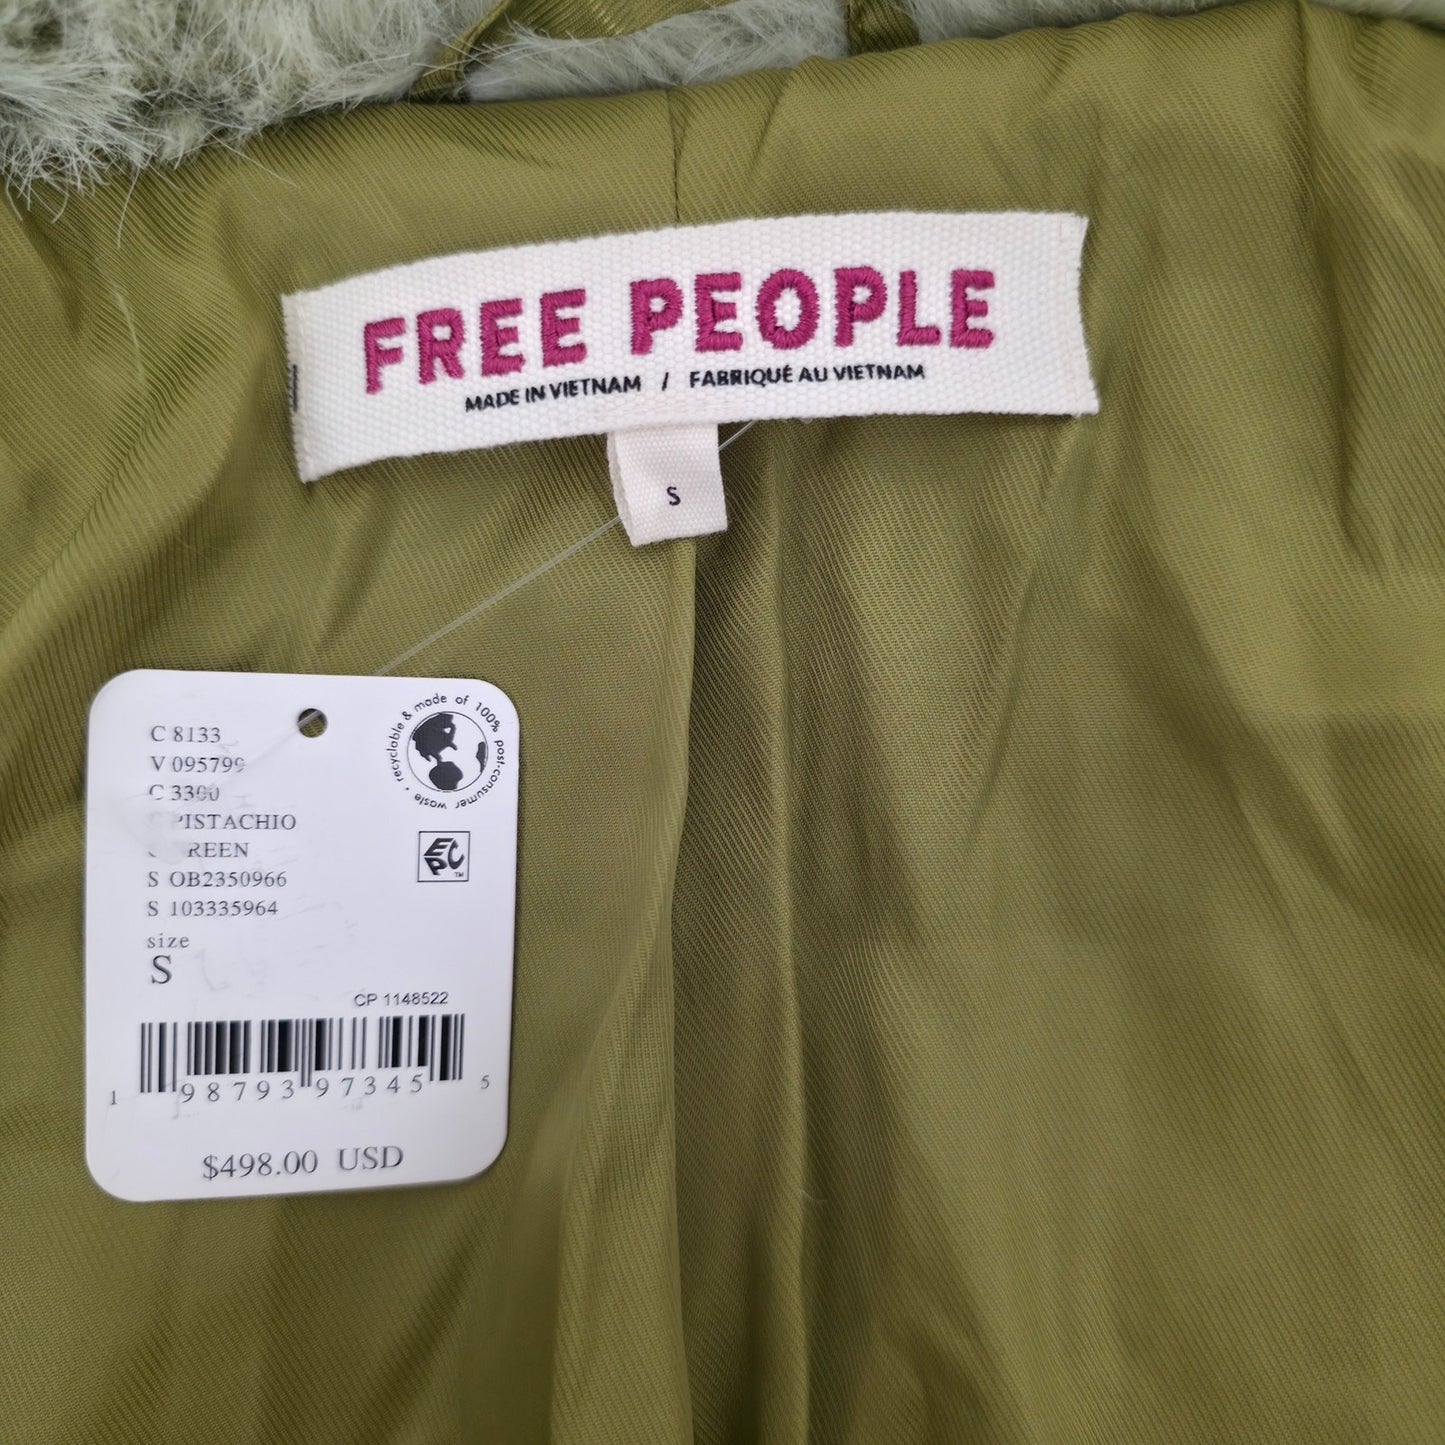 FREE PEOPLE
MADE IN VIETNAM / FABRIQUÉ AU VIETNAM
S
C 8133
V 095799
C 3300
PISTACHIO
REEN
S OB2350966
S 103335964
size
S
recyclable & made of 100% post-consumer waste •
EPC™
CP 1148522
1 98793 97345 5
$498.00 USD